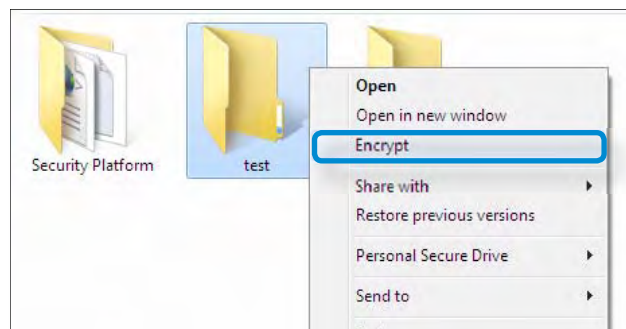 Security Platform
test
Open
Open in new window
Encrypt
Share with
Restore previous versions
Personal Secure Drive
Send to